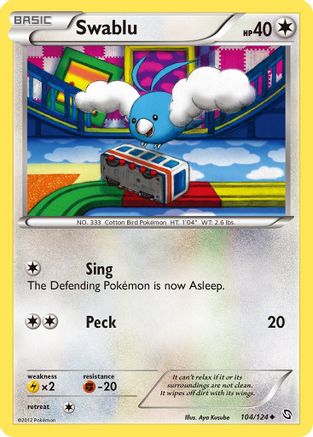 BASIC
Swablu HP40
NO. 333 Cotton Bird Pokémon HT: 1'04" WT: 2.6 lbs.
Sing
The Defending Pokémon is now Asleep.
Peck 20
weakness resistance
×2 -20
retreat
It can't relax if it or its
surroundings are not clean.
It wipes off dirt with its wings.
©2012 Pokémon Illus. Aya Kusube 104/124